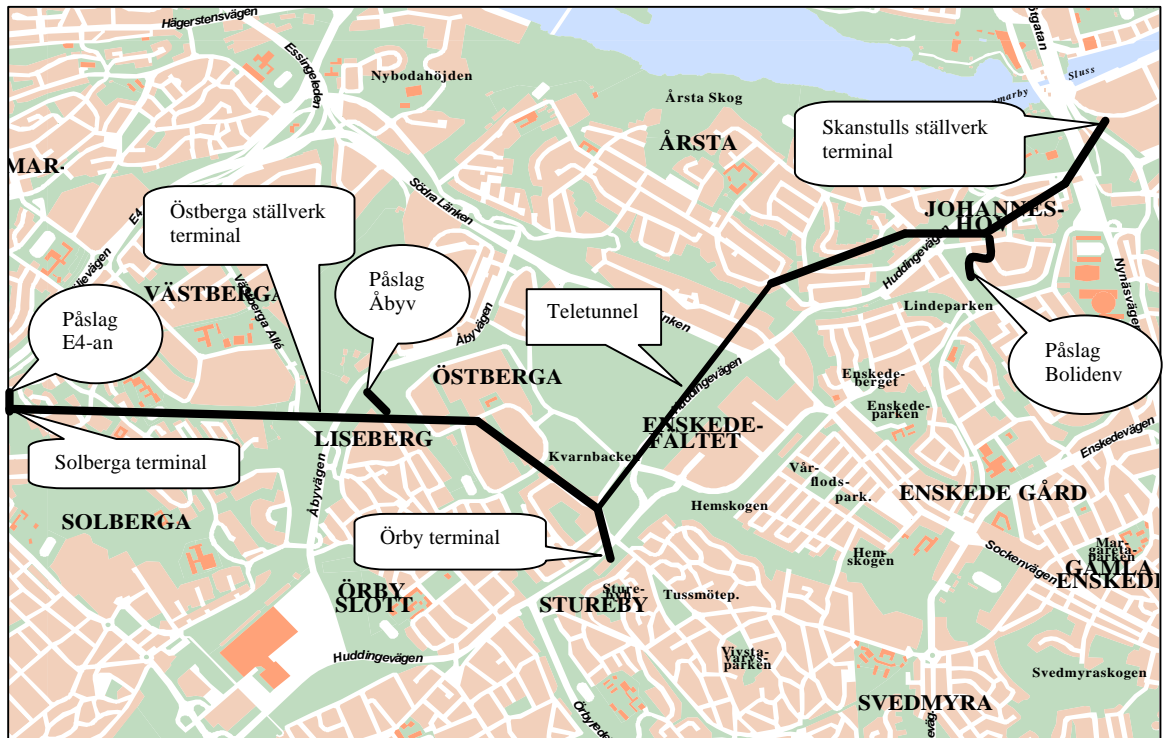 Hägerstensvägen
Essingeleden
Nybodahöjden
Årsta Skog
ÅRSTA
Sluss
Skanstulls ställverk
terminal
MAR-
E4
Södra Länken
Östberga ställverk
terminal
JOHANNES-
HOV
Huddingevägen
Lindeparken
Nynäsvägen
VÄSTBERGA
Västberga Allé
Påslag
E4-an
Påslag
Åbyv
Åbyvägen
Teletunnel
Påslag
Bolidenv
ÖSTBERGA
Huddingevägen
Enskede-
berget
Enskede-
parken
ENSKEDE-
FÄLTET
LISEBERG
Kvarnbacken
Solberga terminal
Åbyvägen
Enskedevägen
Vår-
flods-
park.
ENSKEDE GÅRD
Hemskogen
SOLBERGA
Örby terminal
Hem-
skogen
Sockenvägen
Mar-
gareta-
parken
GAMLA
ENSKEDE
ÖRBY
SLOTT
STUREBY
Tussmötep.
Huddingevägen
Vivsta-
varvs-
parken
Svedmyraskogen
SVEDMYRA